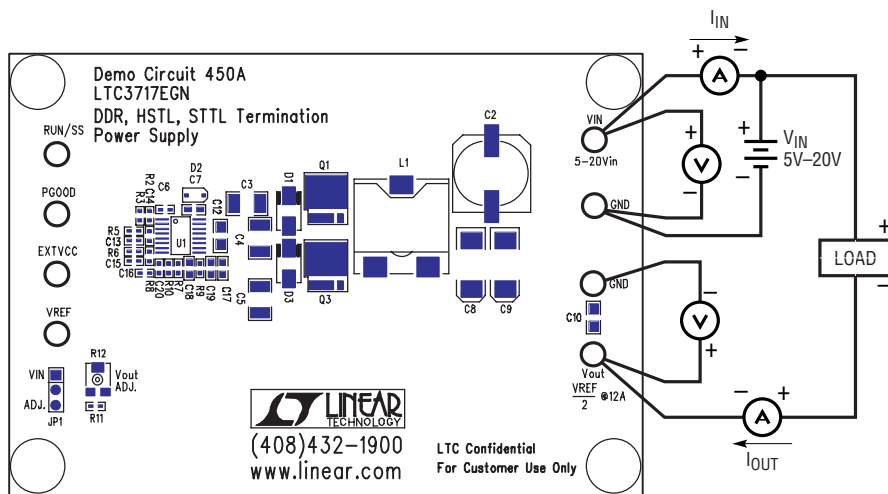 I_IN
+ −
Demo Circuit 450A
LTC3717EGN
DDR, HSTL, STTL Termination
Power Supply
RUN/SS
PGOOD
EXTVCC
VREF
VIN
ADJ.
JP1
R12
Vout
ADJ.
R11
R3
R2
C14
C6
D2
C7
C3
D1
Q1
L1
C2
R5
C13
R6
C15
C16
U1
C12
C4
R8
C20
R10
R7
C18
R9
C19
C17
C5
D3
Q3
C8
C9
VIN
5-20Vin
GND
GND
C10
Vout
VREF
2
@12A
A
+
V
−
+
−
V_IN
5V–20V
+
LOAD
−
−
V
+
− +
A
I_OUT
LINEAR
TECHNOLOGY
(408)432-1900
www.linear.com
LTC Confidential
For Customer Use Only